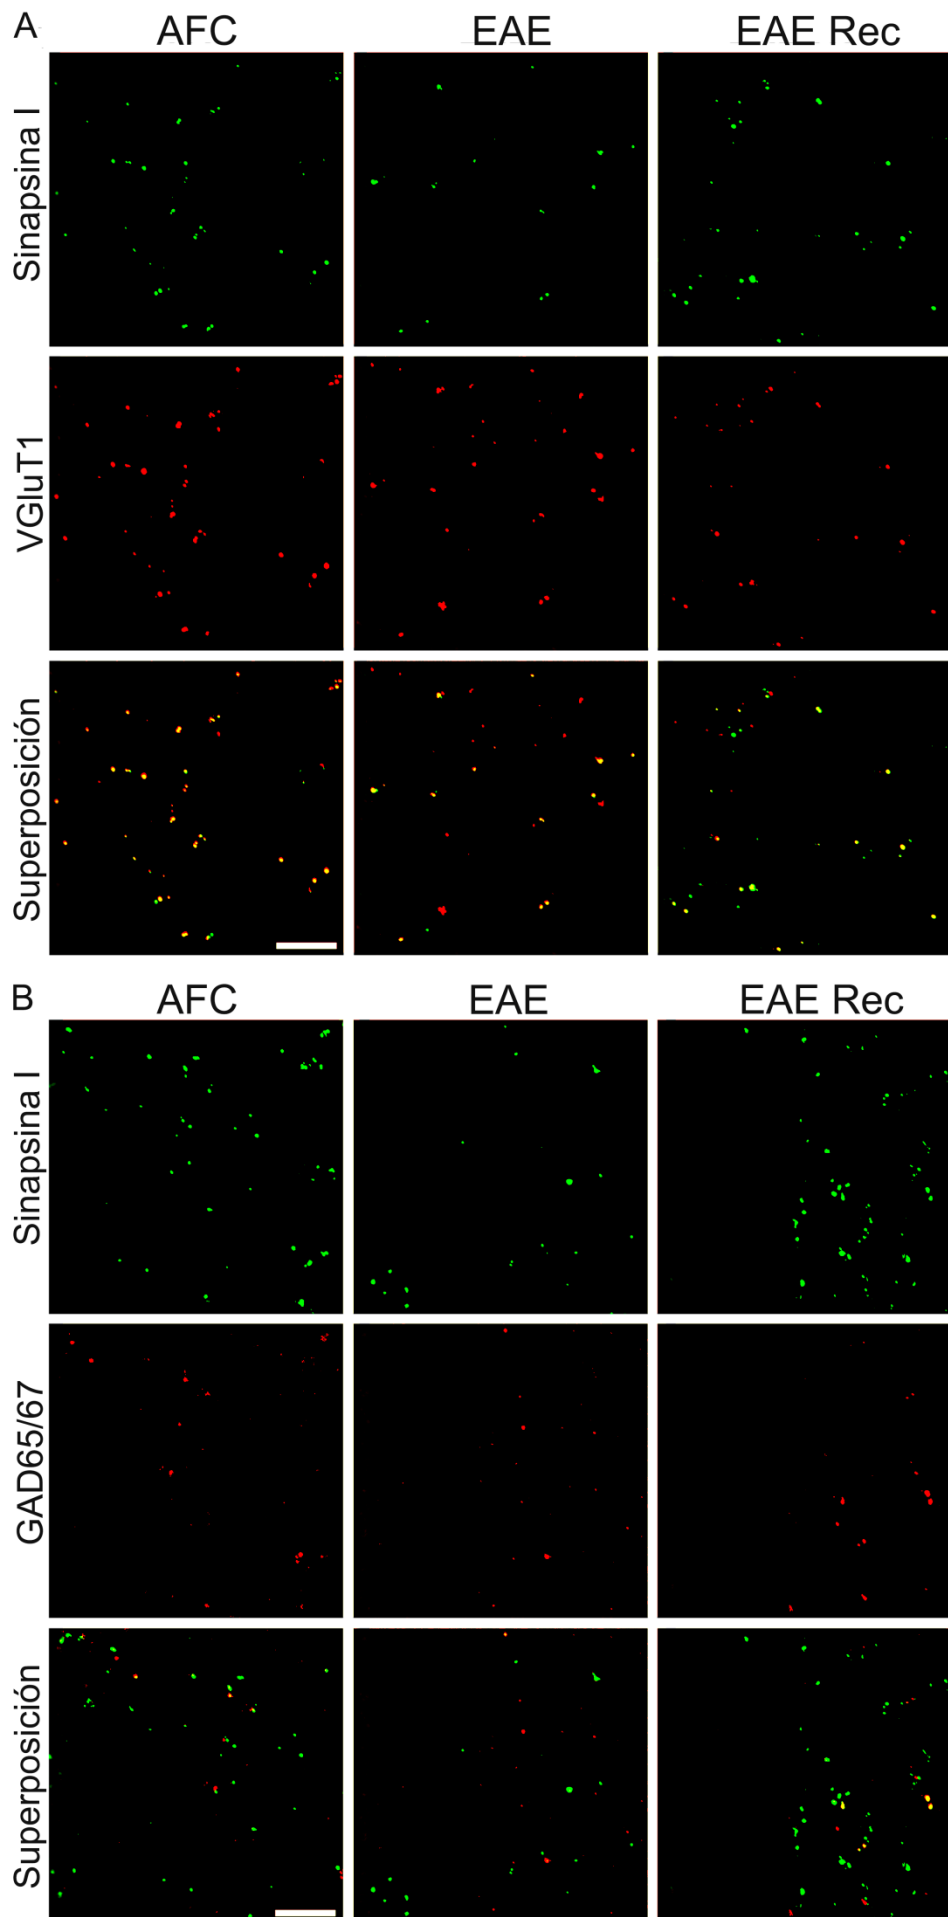 A
AFC EAE EAE Rec
Sinapsina I
VGluT1
Superposición
B
AFC EAE EAE Rec
Sinapsina I
GAD65/67
Superposición